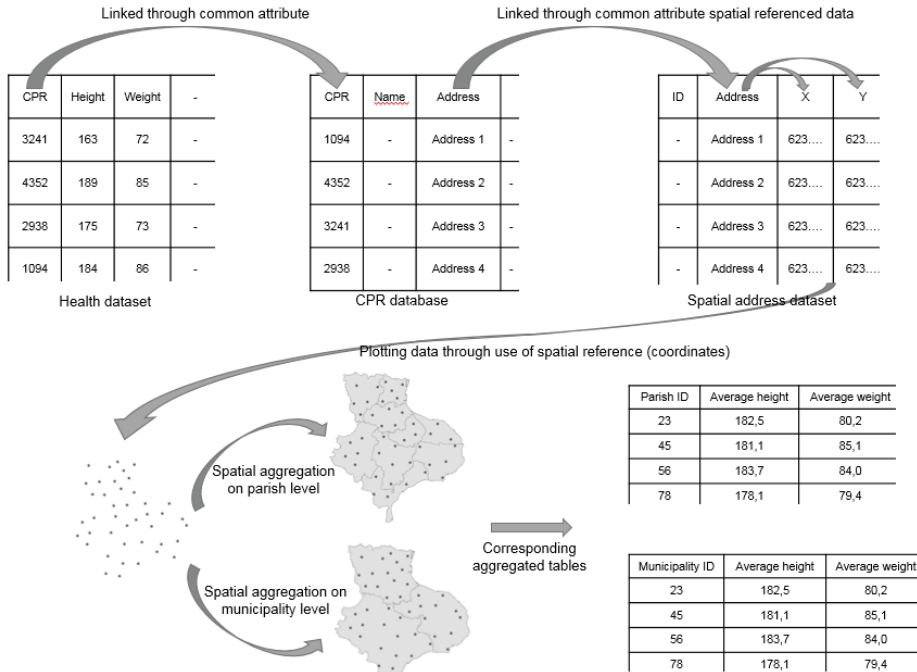 Linked through common attribute
Linked through common attribute spatial referenced data
CPR Height Weight -
3241 163 72 -
4352 189 85 -
2938 175 73 -
1094 184 86 -
Health dataset
CPR Name Address
1094 - Address 1 -
4352 - Address 2 -
3241 - Address 3 -
2938 - Address 4 -
CPR database
ID Address X Y
- Address 1 623.... 623....
- Address 2 623.... 623....
- Address 3 623.... 623....
- Address 4 623.... 623....
Spatial address dataset
Plotting data through use of spatial reference (coordinates)
Spatial aggregation
on parish level
Spatial aggregation on
municipality level
Corresponding
aggregated tables
Parish ID Average height Average weight
23 182,5 80,2
45 181,1 85,1
56 183,7 84,0
78 178,1 79,4
Municipality ID Average height Average weight
23 182,5 80,2
45 181,1 85,1
56 183,7 84,0
78 178,1 79,4